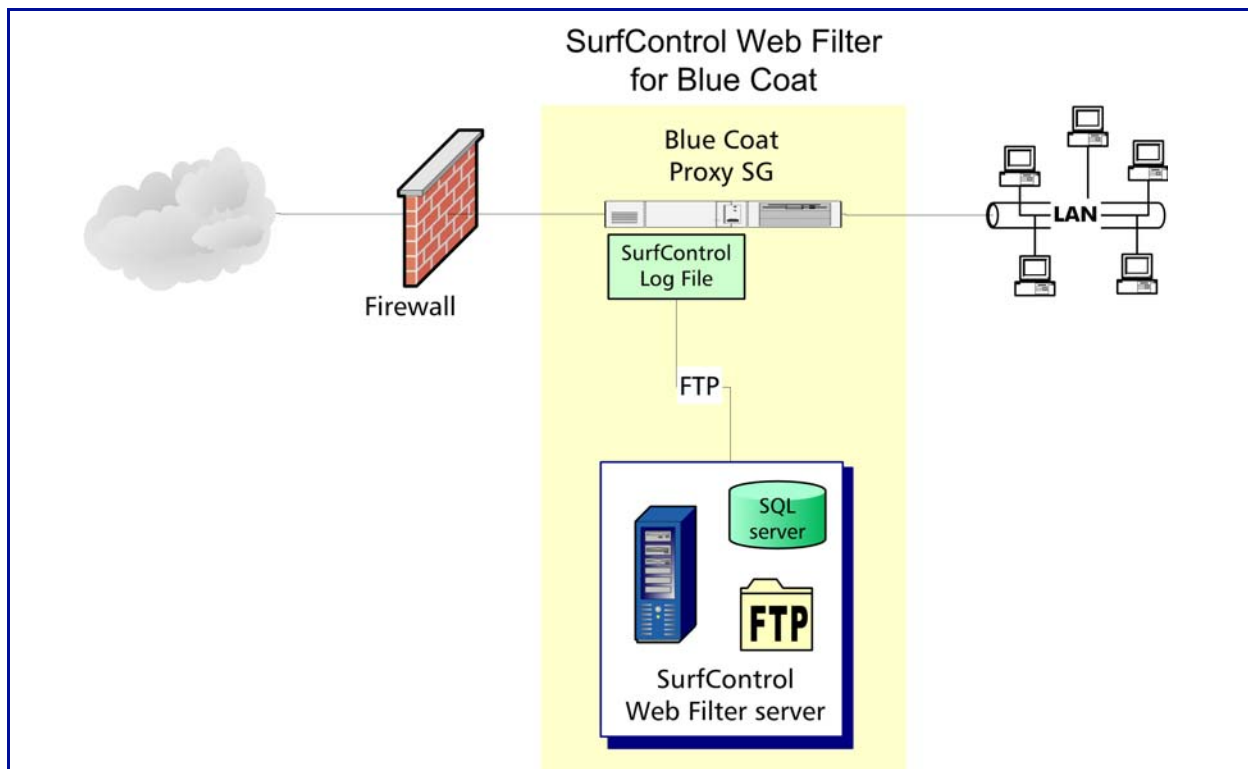 SurfControl Web Filter
for Blue Coat
Blue Coat
Proxy SG
SurfControl
Log File
Firewall
LAN
FTP
SQL
server
FTP
SurfControl
Web Filter server